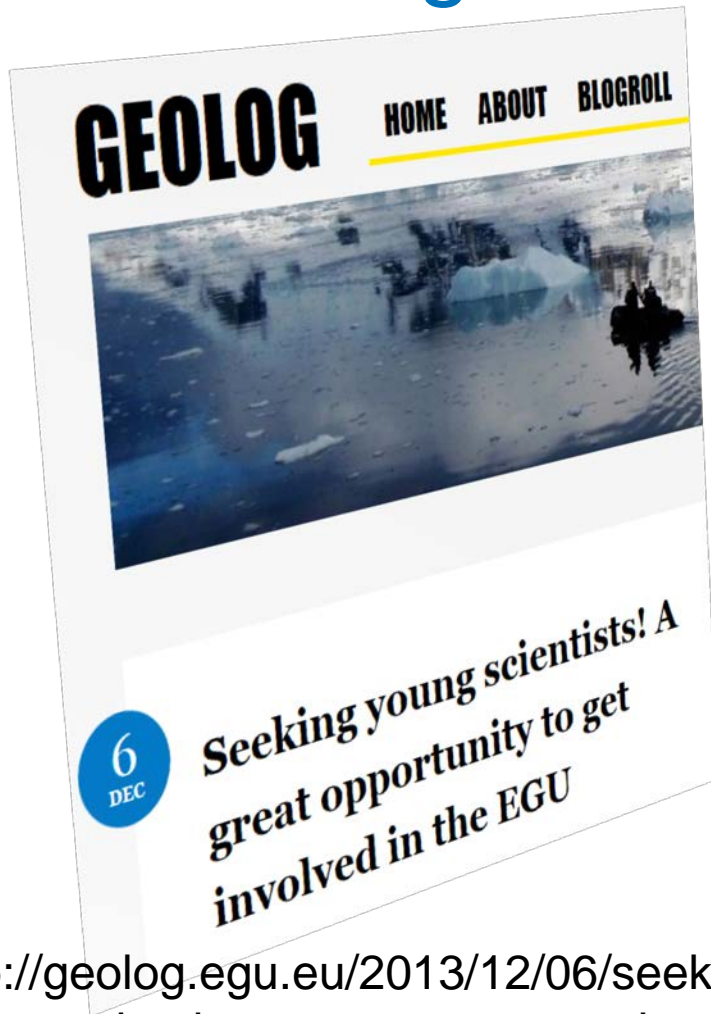 GEOLOG
HOME ABOUT BLOGROLL
6
DEC
Seeking young scientists! A
great opportunity to get
involved in the EGU
://geolog.egu.eu/2013/12/06/seek